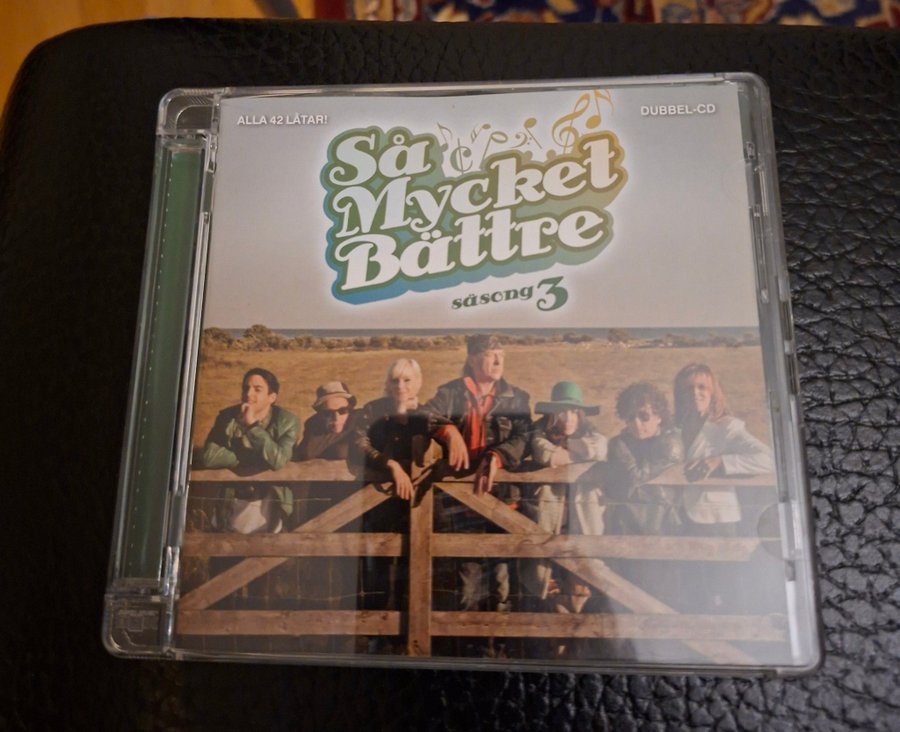 ALLA 42 LÅTAR!
DUBBEL-CD
Så
Mycket
Bättre
säsong 3